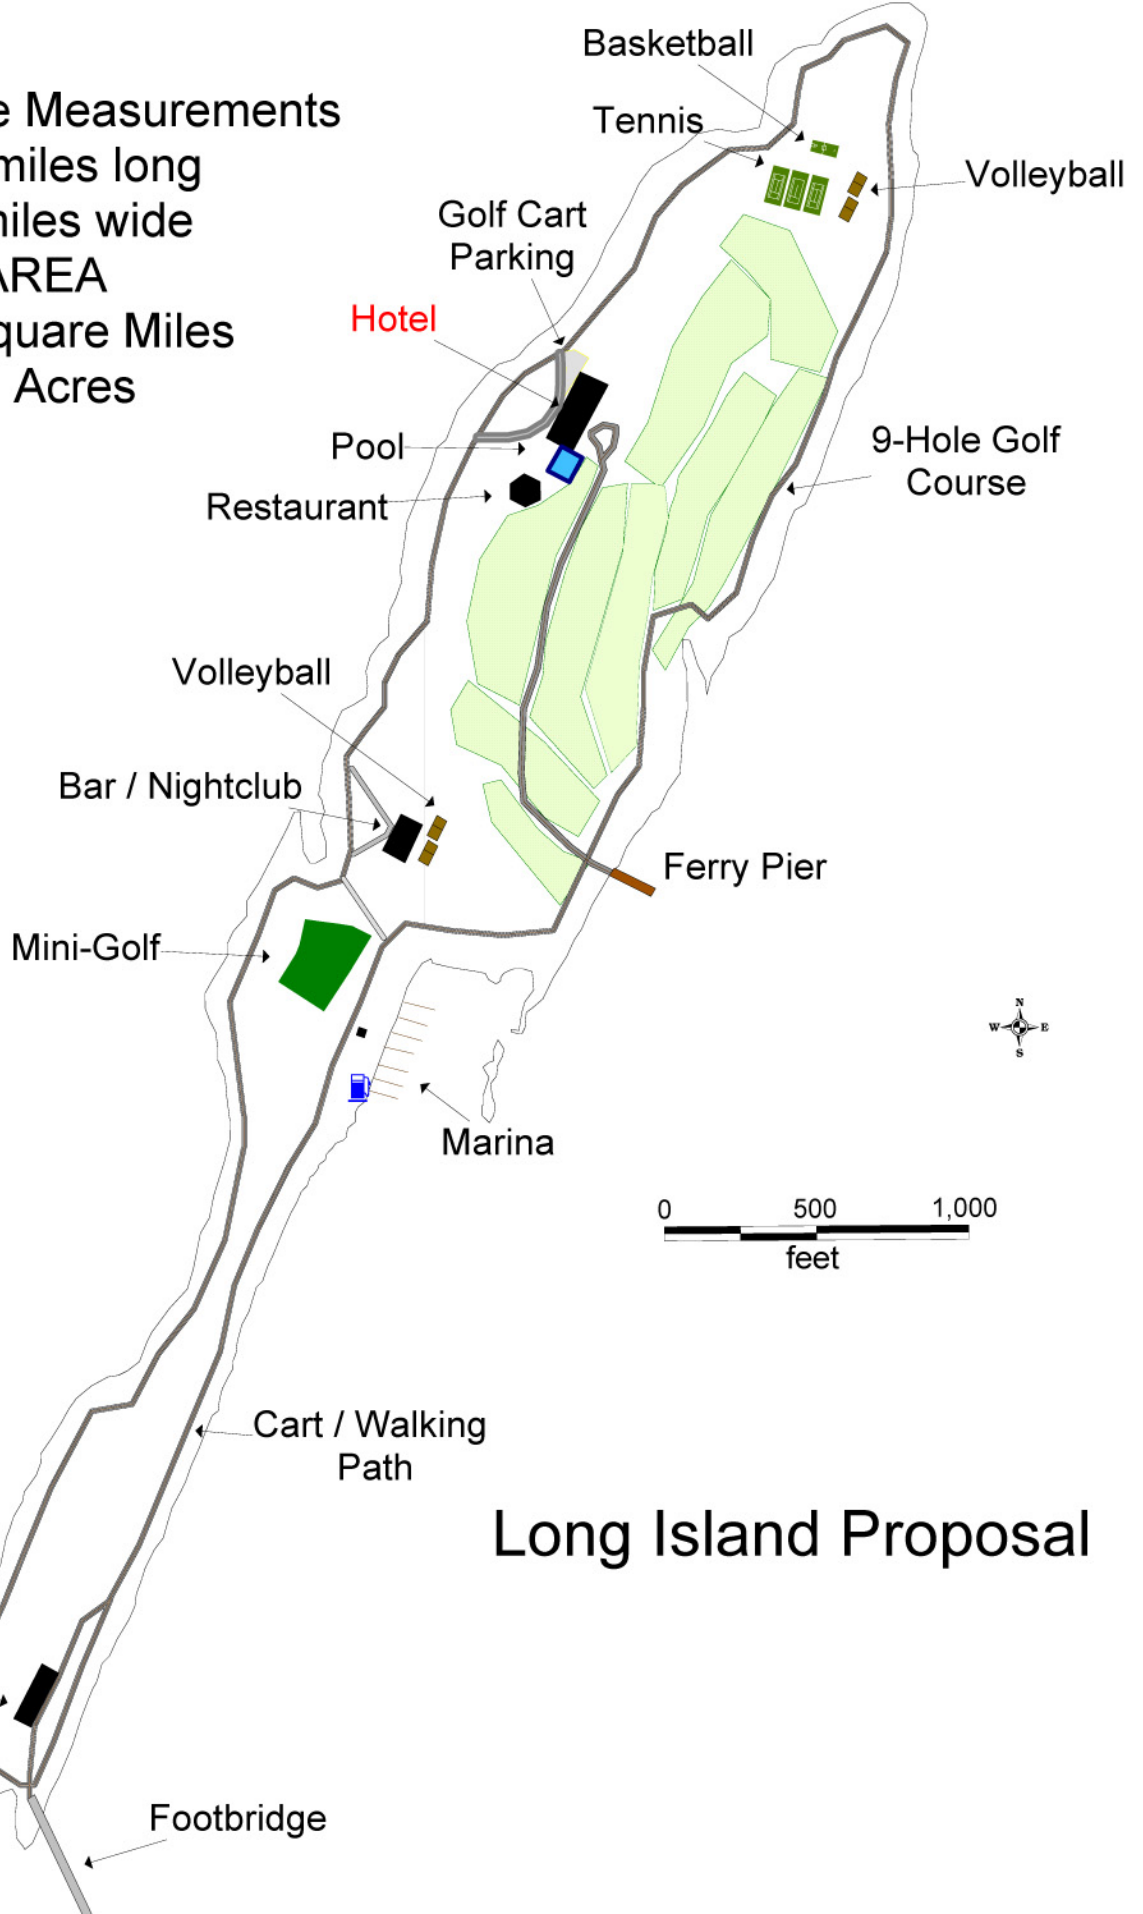 e Measurements
miles long
miles wide
AREA
quare Miles
Acres
Basketball
Tennis
Volleyball
Golf Cart
Parking
Hotel
Pool
9-Hole Golf
Course
Restaurant
Volleyball
Bar / Nightclub
Ferry Pier
Mini-Golf
N
W E
S
Marina
0 500 1,000
feet
Cart / Walking
Path
Long Island Proposal
Footbridge